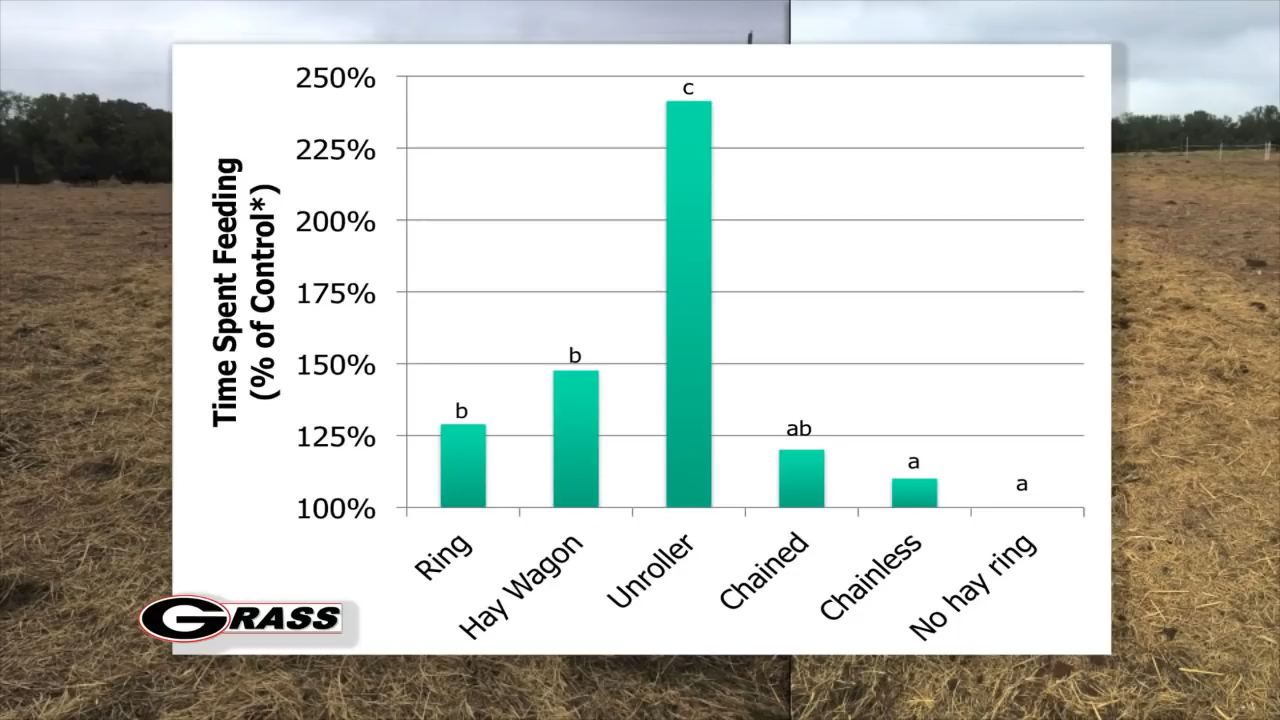 250%
225%
200%
175%
150%
125%
100%
Time Spent Feeding
(% of Control*)
b
b
c
ab
a
a
Ring
Hay Wagon
Unroller
Chained
Chainless
No hay ring
GRASS